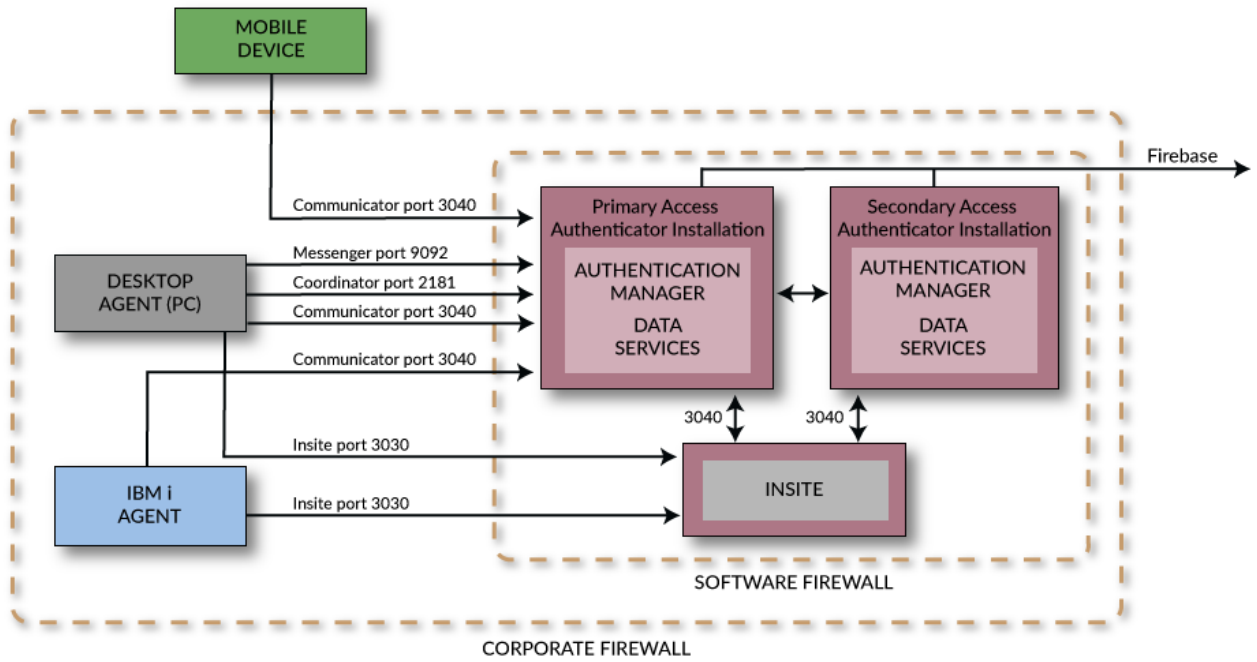 MOBILE
DEVICE
Firebase
Communicator port 3040
Messenger port 9092
Coordinator port 2181
Communicator port 3040
Communicator port 3040
DESKTOP
AGENT (PC)
Primary Access
Authenticator Installation
AUTHENTICATION
MANAGER
DATA
SERVICES
Secondary Access
Authenticator Installation
AUTHENTICATION
MANAGER
DATA
SERVICES
3040
3040
Insite port 3030
Insite port 3030
IBM i
AGENT
INSITE
SOFTWARE FIREWALL
CORPORATE FIREWALL